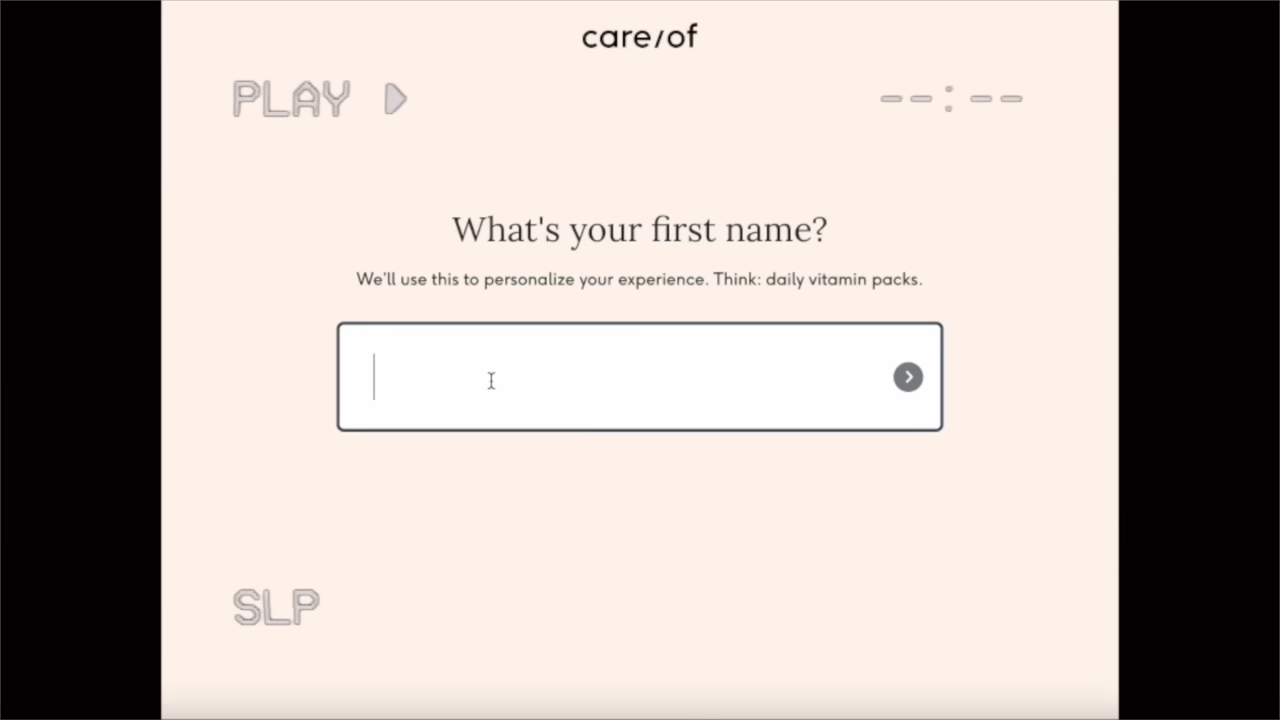 care/of
PLAY
--:--
What's your first name?
We'll use this to personalize your experience. Think: daily vitamin packs.
SLP